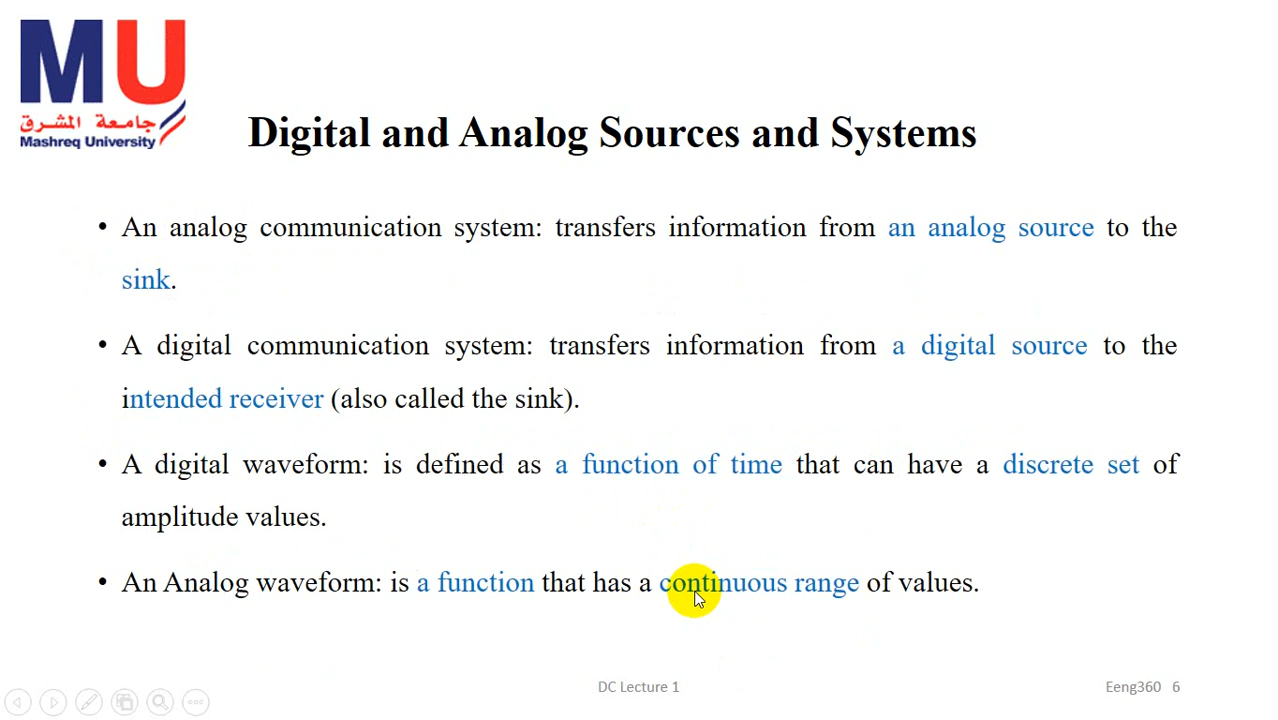 MU
جامعة المشرق
Mashreq University
Digital and Analog Sources and Systems
• An analog communication system: transfers information from an analog source to the
sink.
• A digital communication system: transfers information from a digital source to the
intended receiver (also called the sink).
• A digital waveform: is defined as a function of time that can have a discrete set of
amplitude values.
• An Analog waveform: is a function that has a continuous range of values.
DC Lecture 1
Eeng360 6